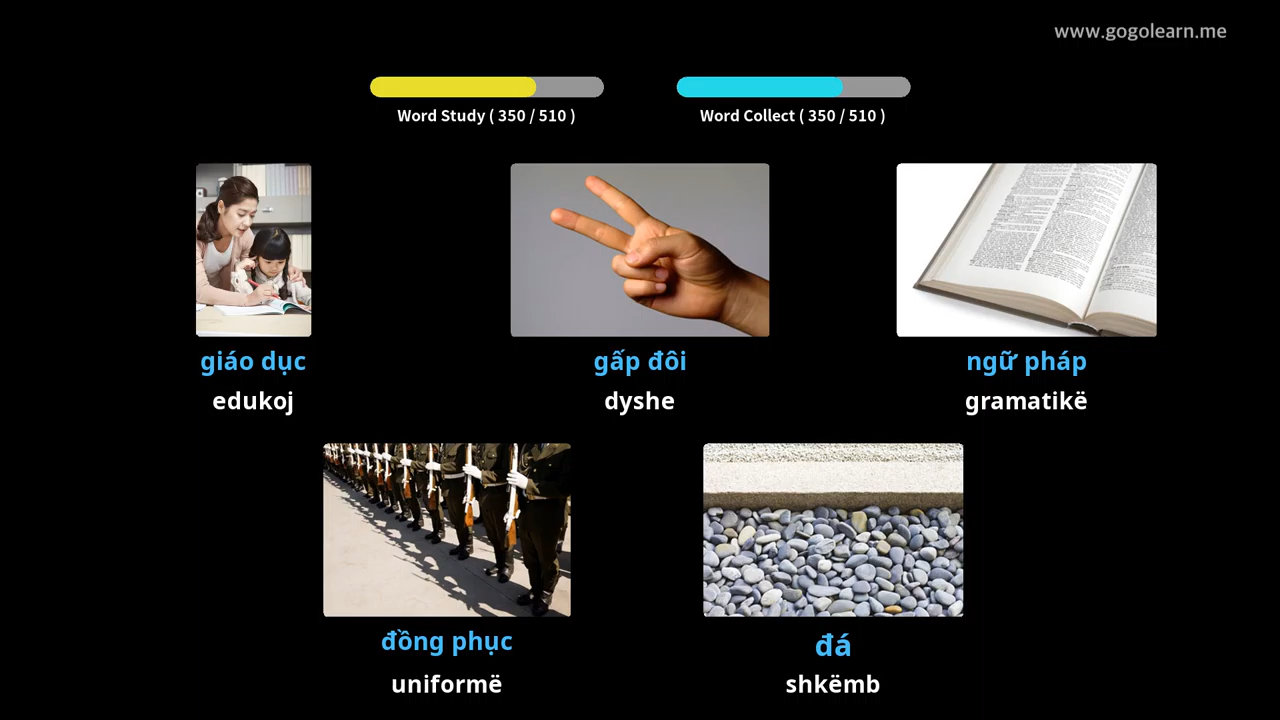 www.gogolearn.me
Word Study ( 350 / 510 )
Word Collect ( 350 / 510 )
giáo dục
edukoj
gấp đôi
dyshe
ngữ pháp
gramatikë
đồng phục
uniformë
đá
shkëmb